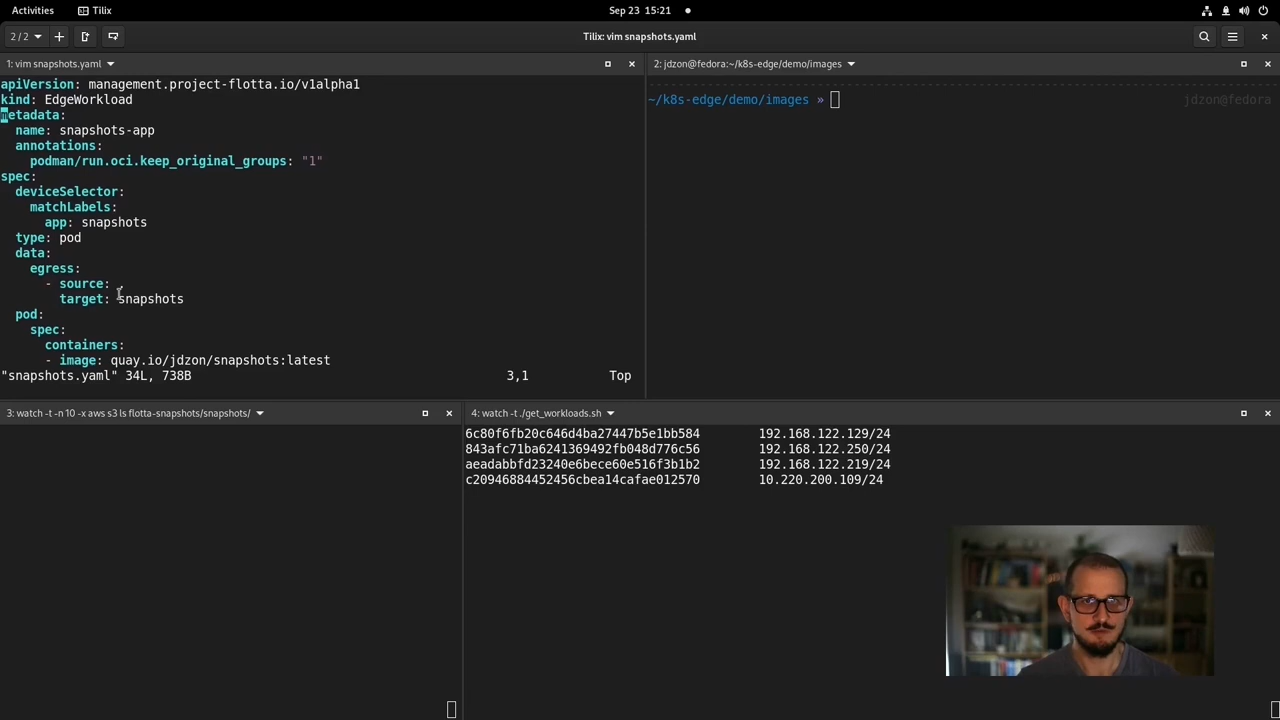 Activities
Tilix
Sep 23 15:21
2 / 2
Tilix: vim snapshots.yaml
1: vim snapshots.yaml
apiVersion: management.project-flotta.io/v1alpha1
kind: EdgeWorkload
metadata:
  name: snapshots-app
  annotations:
    podman/run.oci.keep_original_groups: "1"
spec:
  deviceSelector:
    matchLabels:
      app: snapshots
  type: pod
  data:
    egress:
      - source: .
        target: snapshots
  pod:
    spec:
      containers:
      - image: quay.io/jdzon/snapshots:latest
"snapshots.yaml" 34L, 738B 3,1 Top
2: jdzon@fedora:~/k8s-edge/demo/images
~/k8s-edge/demo/images » jdzon@fedora
3: watch -t -n 10 -x aws s3 ls flotta-snapshots/snapshots/
4: watch -t ./get_workloads.sh
6c80f6fb20c646d4ba27447b5e1bb584 192.168.122.129/24
843afc71ba6241369492fb048d776c56 192.168.122.250/24
aeadabbfd23240e6bece60e516f3b1b2 192.168.122.219/24
c20946884452456cbea14cafae012570 10.220.200.109/24